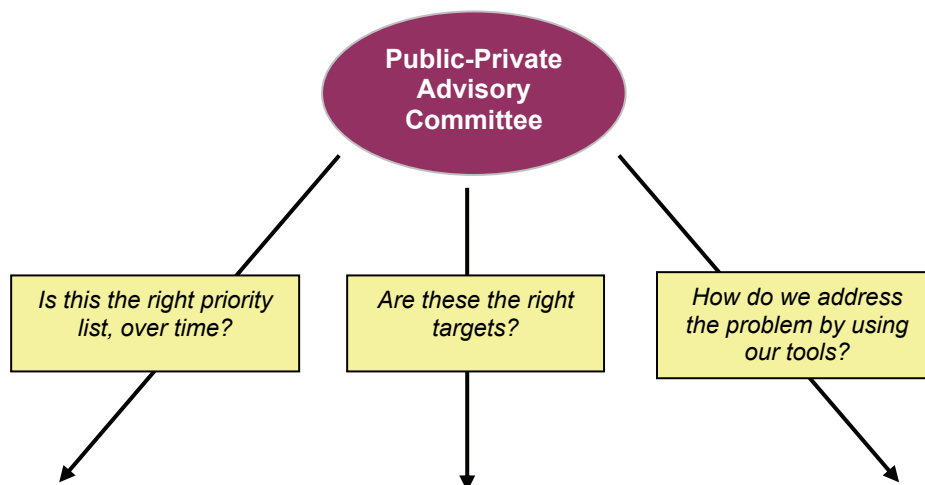 Public-Private
Advisory
Committee
Is this the right priority
list, over time?
Are these the right
targets?
How do we address
the problem by using
our tools?